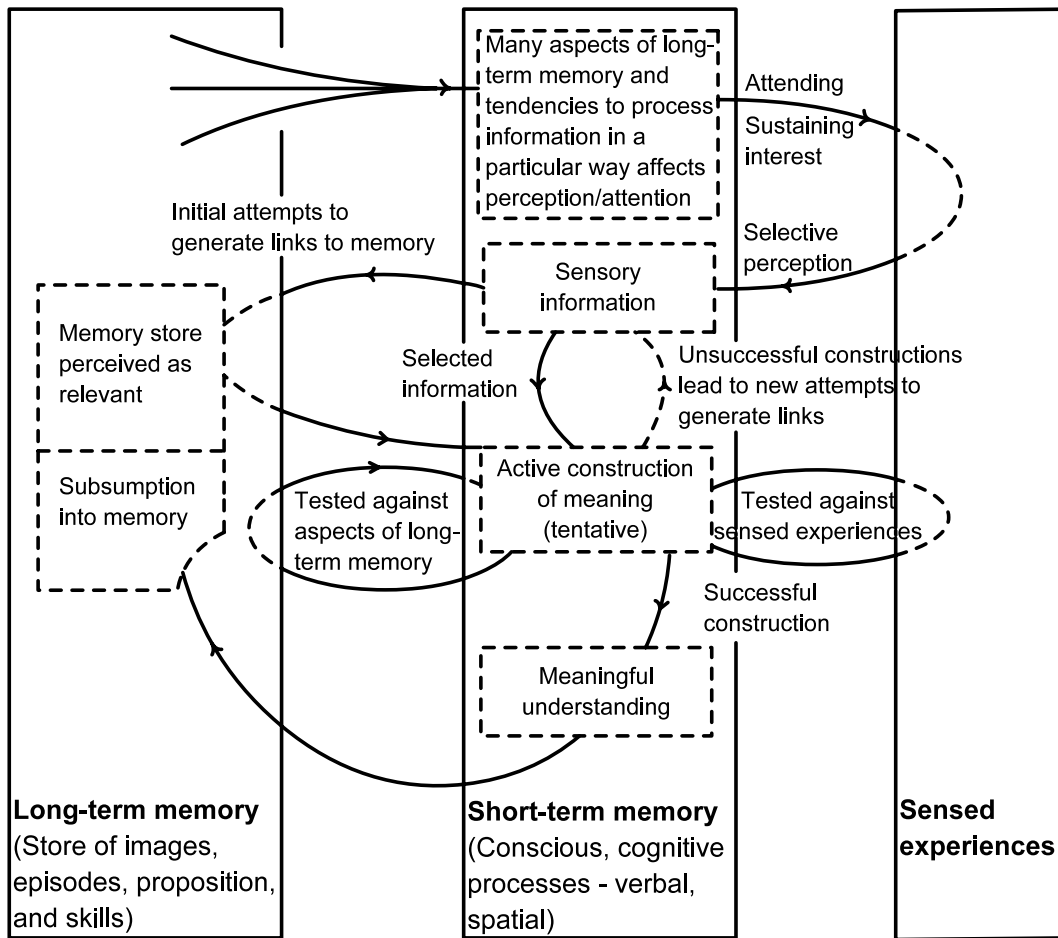 Many aspects of long-
term memory and
tendencies to process
information in a
particular way affects
perception/attention
Attending
Sustaining
interest
Initial attempts to
generate links to memory
Selective
perception
Sensory
information
Memory store
perceived as
relevant
Selected
information
Unsuccessful constructions
lead to new attempts to
generate links
Subsumption
into memory
Tested against
aspects of long-
term memory
Active construction
of meaning
(tentative)
Tested against
sensed experiences
Successful
construction
Meaningful
understanding
Long-term memory
(Store of images,
episodes, proposition,
and skills)
Short-term memory
(Conscious, cognitive
processes - verbal,
spatial)
Sensed
experiences